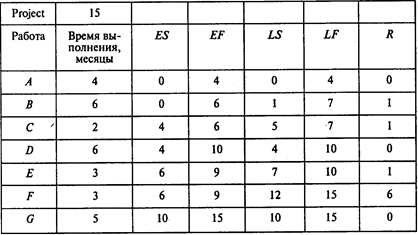 Project 15
Работа Время вы- ES EF LS LF R
полнения,
месяцы
A 4 0 4 0 4 0
B 6 0 6 1 7 1
C 2 4 6 5 7 1
D 6 4 10 4 10 0
E 3 6 9 7 10 1
F 3 6 9 12 15 6
G 5 10 15 10 15 0